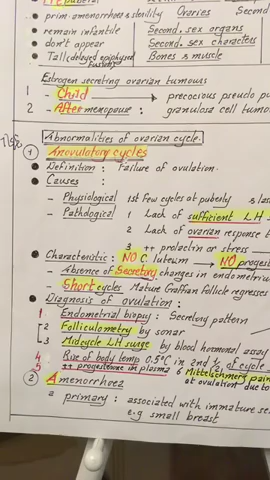 Prepuberal
• prim. amenorrhoea & sterility Ovaries Second
• remain infantile Second. sex organs
• don't appear Second. sex characters
• Tall (delayed epiphyseal fusion) Bones & muscle
Estrogen secreting ovarian tumours
1 - Child → precocious pseudo pu
2 - After menopause : granulosa cell tumo
Abnormalities of ovarian cycle.
① Anovulatory cycles
• Definition : Failure of ovulation.
• Causes :
- Physiological 1st few cycles at puberty & las
- Pathological 1 Lack of sufficient LH s
2 Lack of ovarian response t
3 ++ prolactin or stress
• Characteristic : NO C. luteum → NO proges
- Absence of Secretory changes in endometriu
- Short cycles Mature Graffian follicle regresses
• Diagnosis of ovulation :
1 Endometrial biopsy : Secretory pattern
2 Folliculometry by sonar
3 Midcycle LH surge by blood hormonal assay
4 Rise of body temp 0.5°C in 2nd 1/2 of cycle
5 ++ progesterone in plasma 6 Mittelschmerz pain
at ovulation due to
② Amenorrhoea
a primary : associated with immature se
e.g small breast